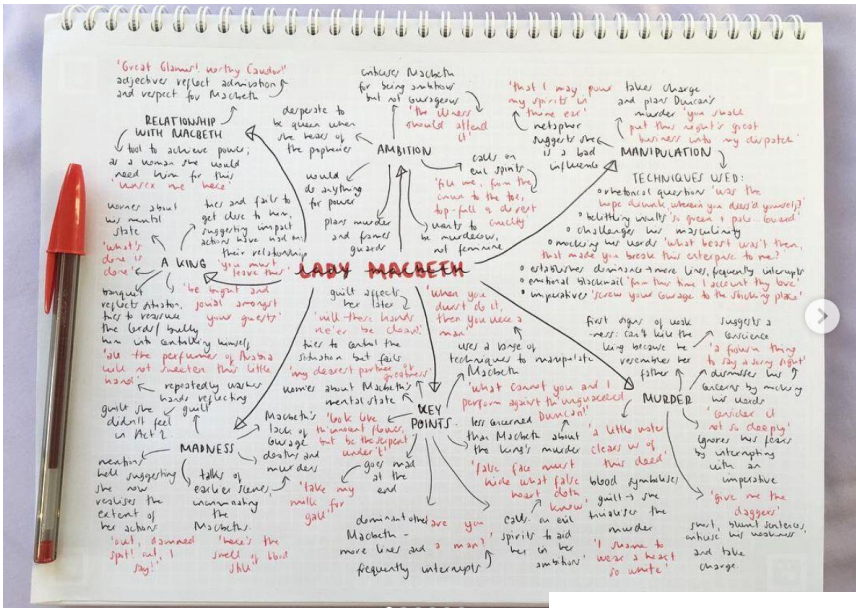 LADY MACBETH
RELATIONSHIP
WITH MACBETH
'Great Glamis! worthy Cawdor!'
adjectives reflect admiration
and respect for Macbeth
tool to achieve power;
as a woman she would
need him for this
'unsex me here'
AMBITION
criticises Macbeth
for being ambitious
but not courageous
'the illness
should attend
it'
desperate to
be queen when
she hears of
the prophecies
would
do anything
for power
plans murder
and frames
guards
calls on
evil spirits
'fill me, from the
crown to the toe,
top-full of direst
cruelty
wants to
be murderous,
not feminine
MANIPULATION
'that I may pour
my spirits in
thine ear'
metaphor
suggests she
is a bad
influence
takes charge
and plans Duncan's
murder 'you shall
put this night's great
business into my dispatch'
TECHNIQUES USED:
rhetorical questions 'was the
hope drunk wherein you dress'd yourself?'
belittling insults 'so green & pale... coward'
challenges his masculinity
mocking his words 'what beast was't then,
that made you break this enterprise to me?'
establishes dominance → more lines, frequently interrupts
emotional blackmail 'from this time I account thy love'
imperatives 'screw your courage to the sticking place'
A KING
worries about
his mental
state
'what's
done is
done'
tries and fails to
get close to him,
suggesting impact
actions have had on
their relationship
'you must
leave this'
'be bright and
jovial amongst
your guests'
banquet
reflects situation,
tries to reassure
the lords / bully
him into controlling himself
MADNESS
'all the perfumes of Arabia
will not sweeten this little
hand'
repeatedly washes
hands reflecting
guilt
guilt she
didn't feel
in Act 2
mentions
hell suggesting
she now
realises the
extent of
her actions
'out, damned
spot! out, I
say!'
talks of
earlier scenes,
incriminating
the
Macbeths.
'here's the
smell of blood
still'
Macbeth's
lack of
courage
deaths and
murders
KEY
POINTS
guilt affects
her later
'will these hands
ne'er be clean?'
tries to control the
situation but fails
'my dearest partner of
greatness'
worries about Macbeth's
mental state
'look like
th'innocent flower,
but be the serpent
under it'
goes mad
at the
end
'take my
milk for
gall'
dominant over
Macbeth -
more lines and
frequently interrupts
'are you
a man?'
calls on evil
spirits to aid
her in her
ambition
'when you
durst do it,
then you were a
man'
uses a range of
techniques to manipulate
Macbeth
'what cannot you and I
perform against th'unguarded
Duncan?'
less concerned
than Macbeth about
the king's murder
'false face must
hide what false
heart doth
know'
MURDER
first signs of weak
-ness: can't kill the
king because he
resembles her
father
suggests a
conscience
'a foolish thing
to say a sorry sight'
dismisses his
concerns by mocking
his words
'consider it
not so deeply'
ignores his fears
by interrupting
with an
imperative
'give me the
daggers'
short, blunt sentences,
criticise his weakness
and take
charge.
'a little water
clears us of
this deed'
blood symbolises
guilt → she
trivialises the
murder
'I shame to
wear a heart
so white'